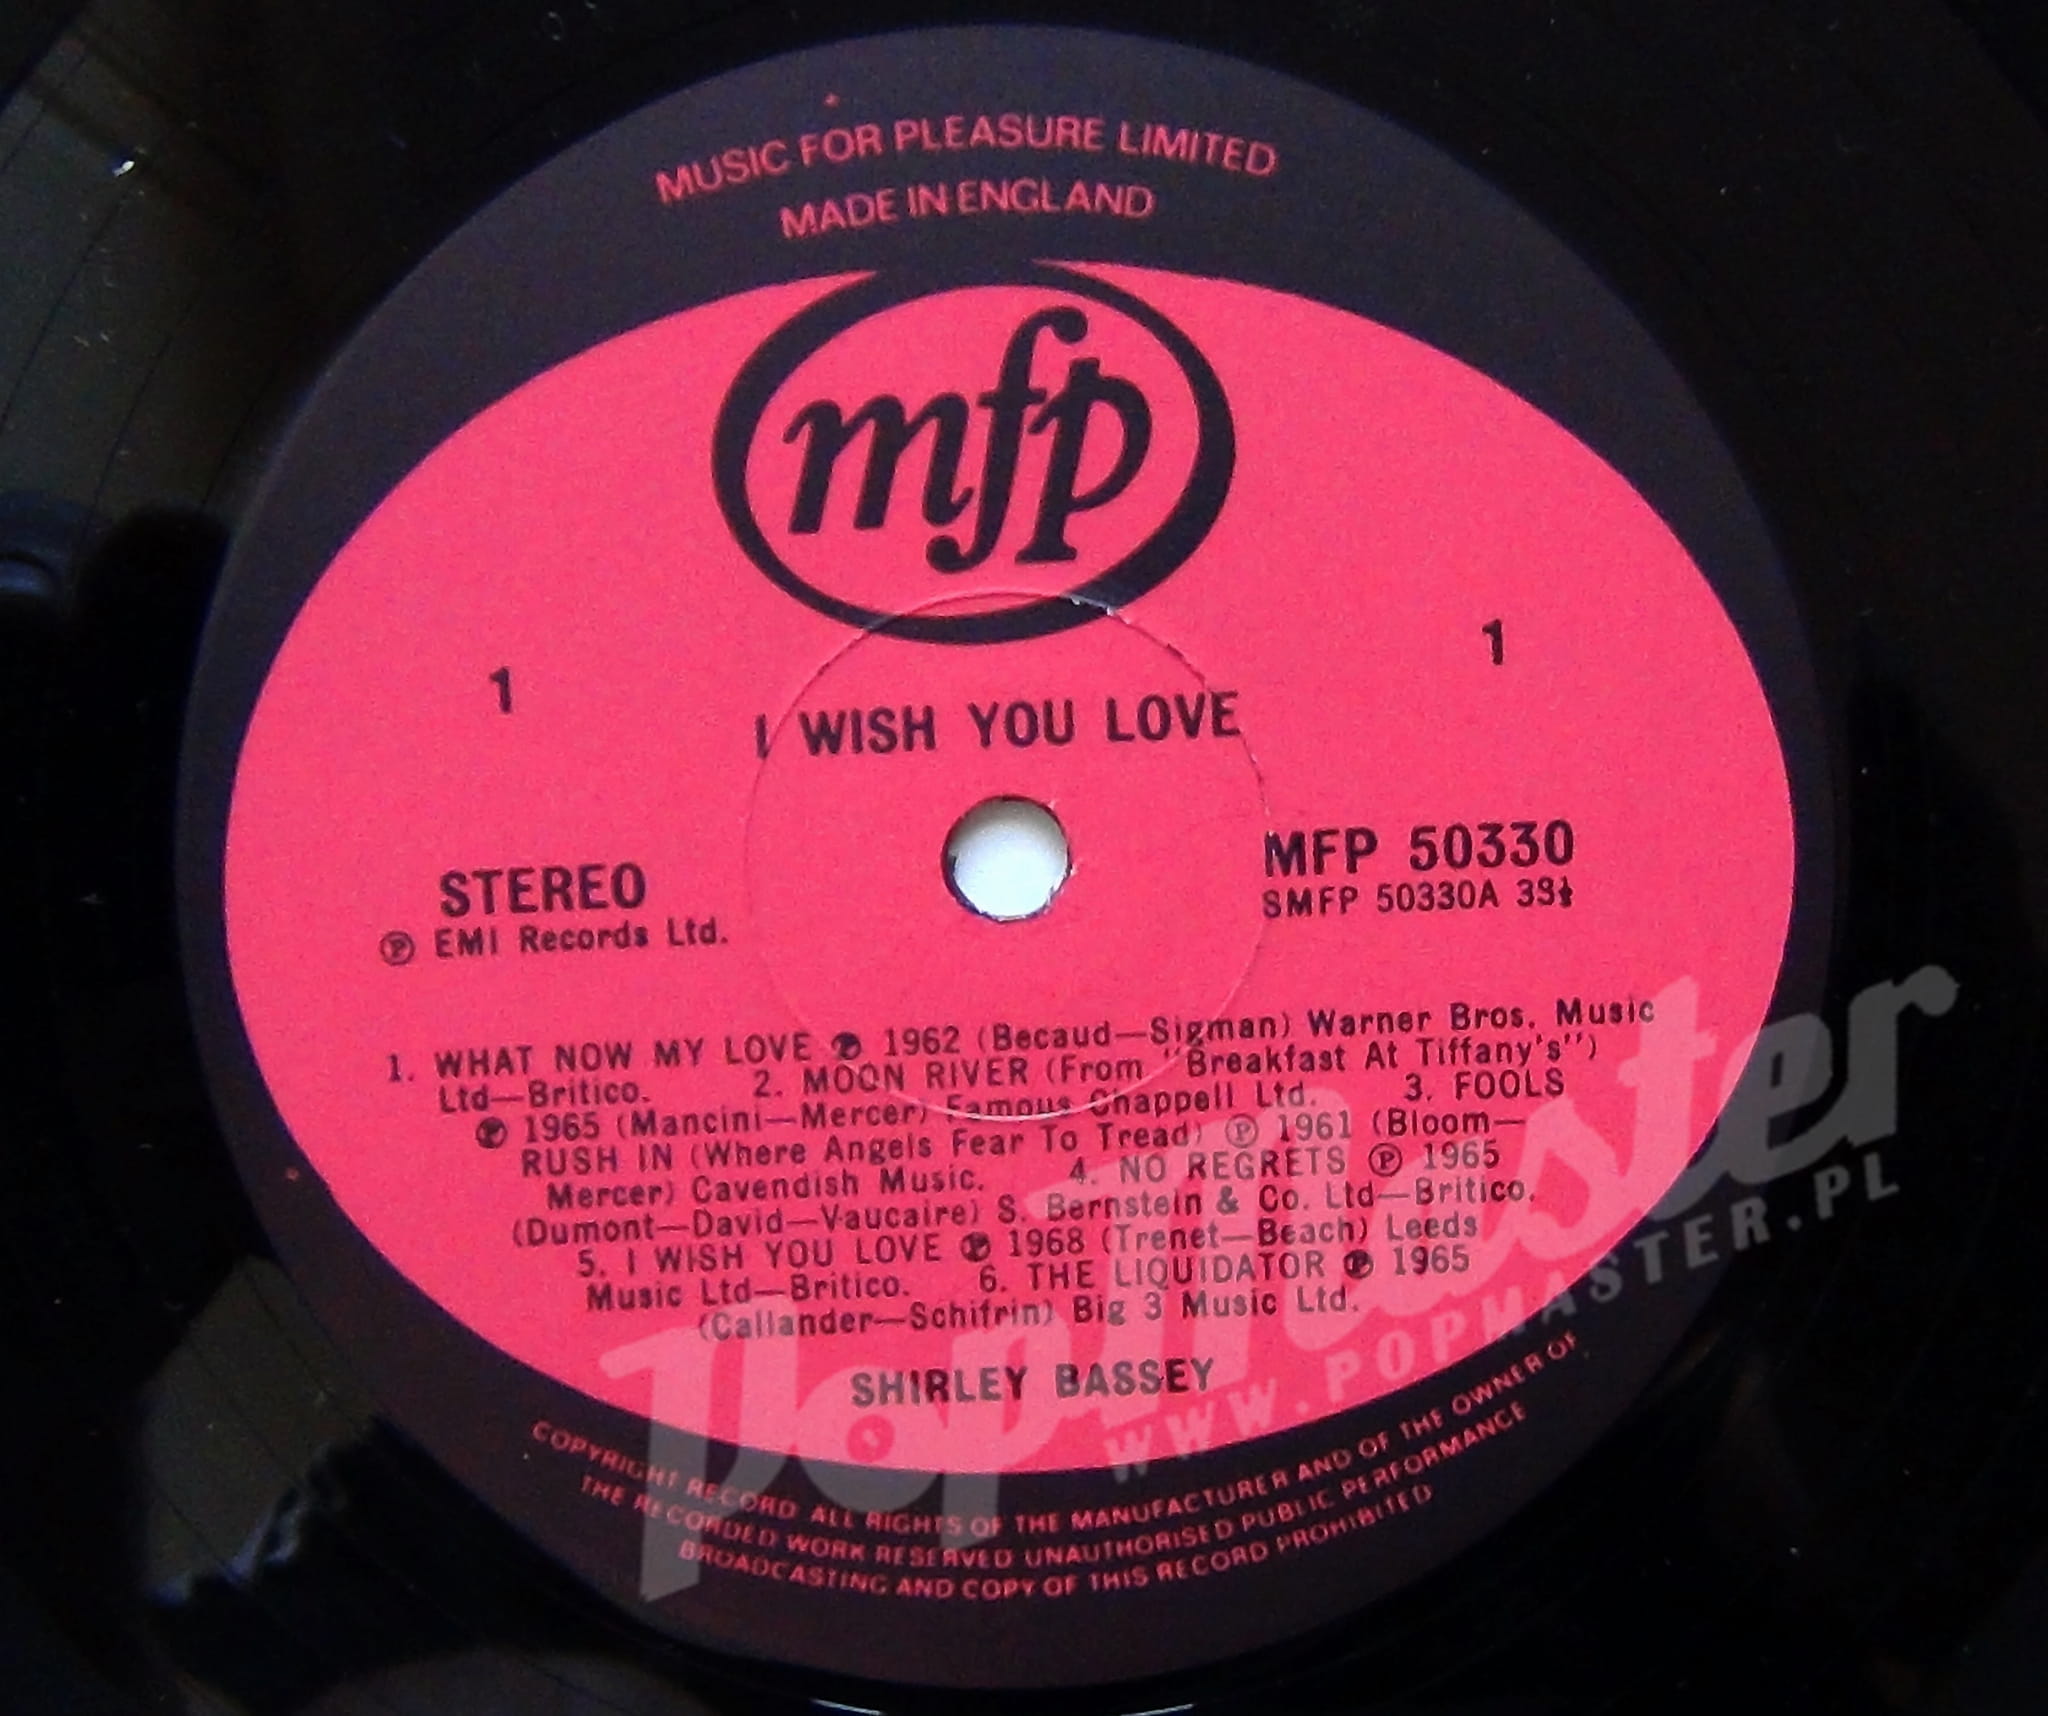 MUSIC FOR PLEASURE LIMITED
MADE IN ENGLAND
mfp
1 1
I WISH YOU LOVE
STEREO
℗ EMI Records Ltd.
MFP 50330
SMFP 50330A 33⅓
1. WHAT NOW MY LOVE ℗ 1962 (Becaud—Sigman) Warner Bros. Music
Ltd—Britico. 2. MOON RIVER (From "Breakfast At Tiffany's")
℗ 1965 (Mancini—Mercer) Famous Chappell Ltd. 3. FOOLS
RUSH IN (Where Angels Fear To Tread) ℗ 1961 (Bloom—
Mercer) Cavendish Music. 4. NO REGRETS ℗ 1965
(Dumont—David—Vaucaire) S. Bernstein & Co. Ltd—Britico.
5. I WISH YOU LOVE ℗ 1968 (Trenet—Beach) Leeds
Music Ltd—Britico. 6. THE LIQUIDATOR ℗ 1965
(Callander—Schifrin) Big 3 Music Ltd.
SHIRLEY BASSEY
COPYRIGHT RECORD ALL RIGHTS OF THE MANUFACTURER AND OF THE OWNER OF
THE RECORDED WORK RESERVED UNAUTHORISED PUBLIC PERFORMANCE
BROADCASTING AND COPY OF THIS RECORD PROHIBITED
PopMaster
WWW.POPMASTER.PL